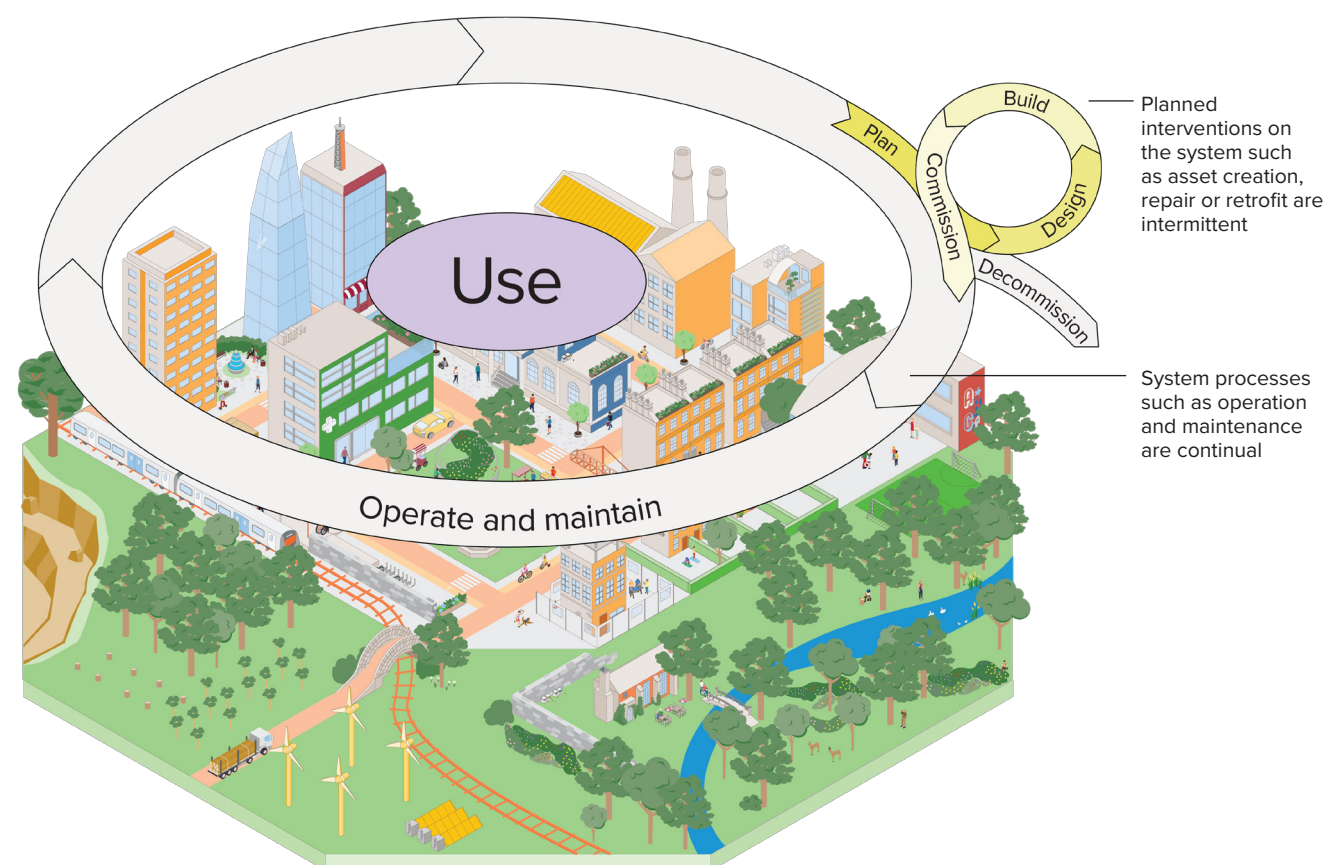 Use
Operate and maintain
Plan
Commission
Build
Design
Decommission
Planned
interventions on
the system such
as asset creation,
repair or retrofit are
intermittent
System processes
such as operation
and maintenance
are continual